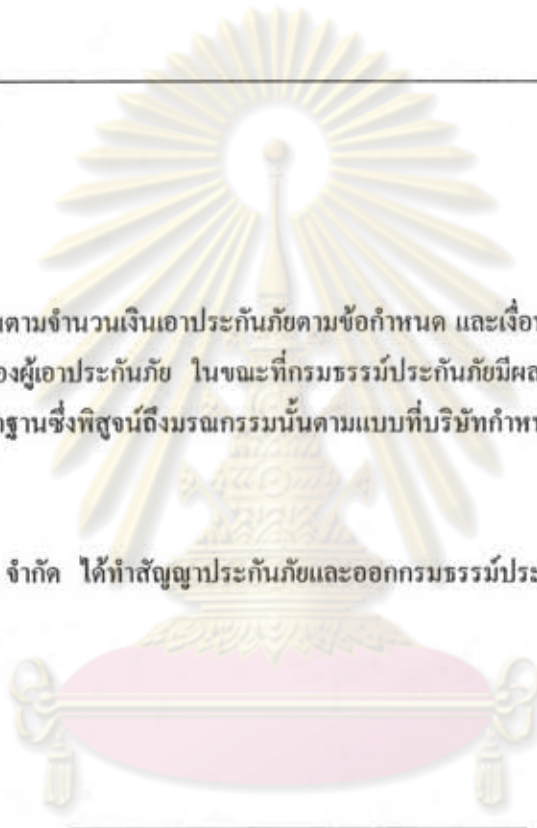 นตามจำนวนเงินเอาประกันภัยตามข้อกำหนด และเงื่อน
องผู้เอาประกันภัย ในขณะที่กรมธรรม์ประกันภัยมีผล
กฐานซึ่งพิสูจน์ถึงมรณกรรมนั้นตามแบบที่บริษัทกำหน
จำกัด ได้ทำสัญญาประกันภัยและออกกรมธรรม์ประ